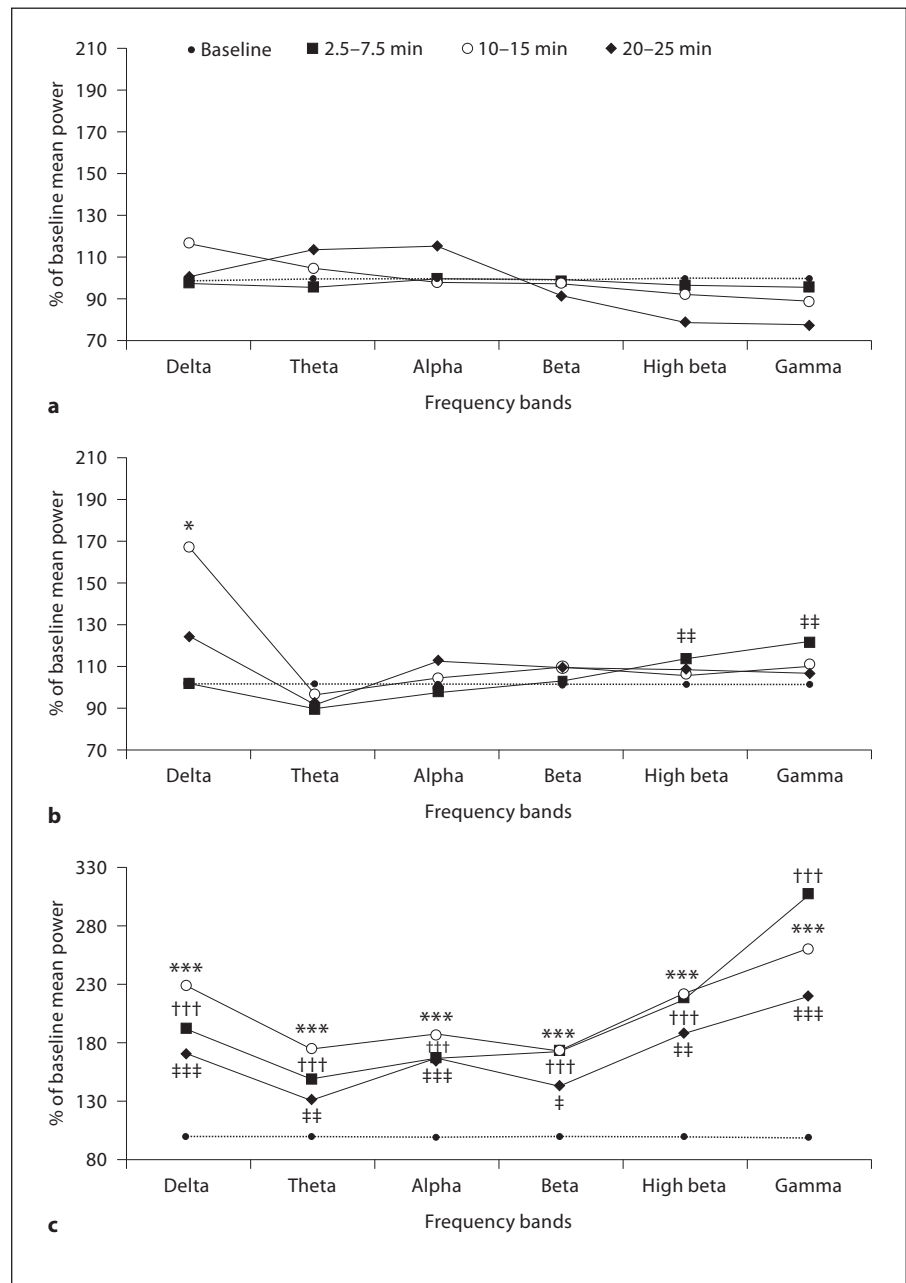 ● Baseline ■ 2.5–7.5 min ○ 10–15 min ◆ 20–25 min
% of baseline mean power
210
190
170
150
130
110
90
70
Delta Theta Alpha Beta High beta Gamma
Frequency bands
a
% of baseline mean power
210
190
170
150
130
110
90
70
*
‡‡ ‡‡
Delta Theta Alpha Beta High beta Gamma
Frequency bands
b
% of baseline mean power
330
280
230
180
130
80
*** *** *** *** *** ***
††† ††† ††† ††† ††† †††
‡‡‡ ‡‡ ‡‡‡ ‡ ‡‡ ‡‡‡
Delta Theta Alpha Beta High beta Gamma
Frequency bands
c